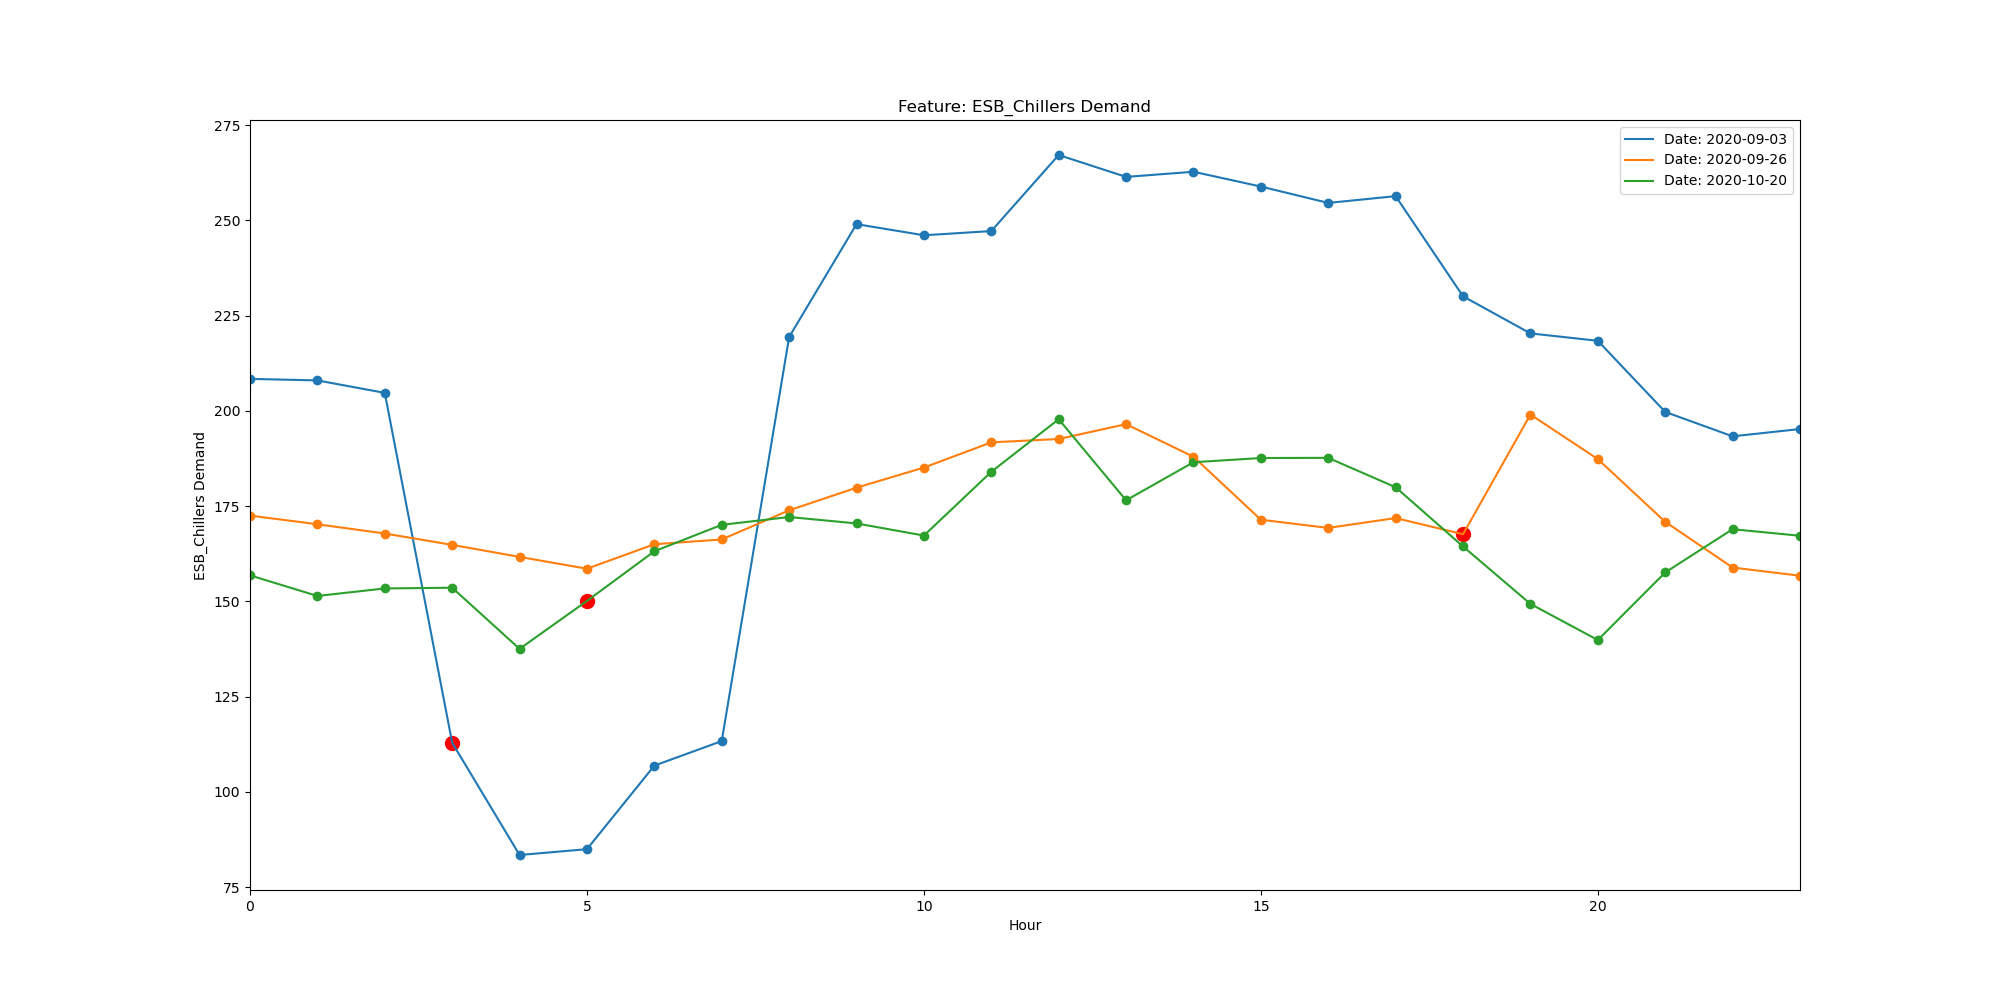 Feature: ESB_Chillers Demand
Date: 2020-09-03
Date: 2020-09-26
Date: 2020-10-20
275
250
225
200
175
150
125
100
75
ESB_Chillers Demand
0
5
10
15
20
Hour